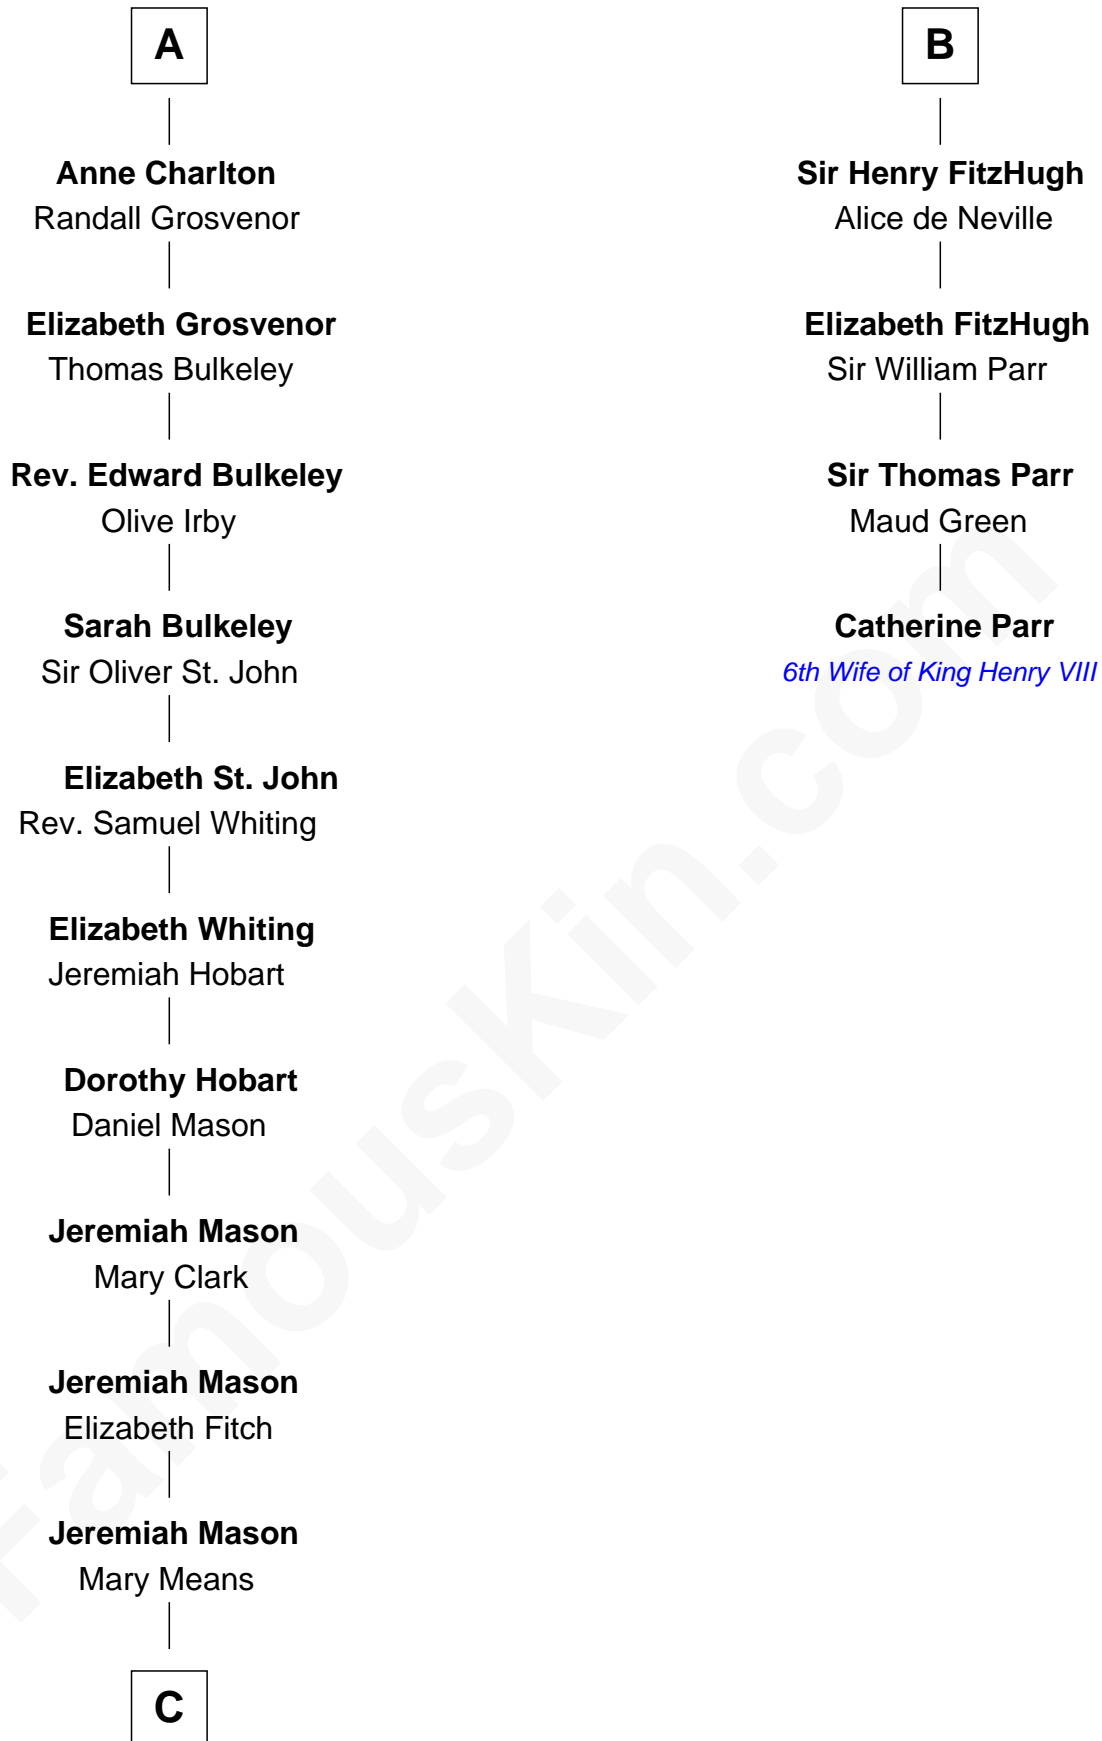 A
Anne Charlton
Randall Grosvenor
Elizabeth Grosvenor
Thomas Bulkeley
Rev. Edward Bulkeley
Olive Irby
Sarah Bulkeley
Sir Oliver St. John
Elizabeth St. John
Rev. Samuel Whiting
Elizabeth Whiting
Jeremiah Hobart
Dorothy Hobart
Daniel Mason
Jeremiah Mason
Mary Clark
Jeremiah Mason
Elizabeth Fitch
Jeremiah Mason
Mary Means
C
B
Sir Henry FitzHugh
Alice de Neville
Elizabeth FitzHugh
Sir William Parr
Sir Thomas Parr
Maud Green
Catherine Parr
6th Wife of King Henry VIII
FamousKin.com